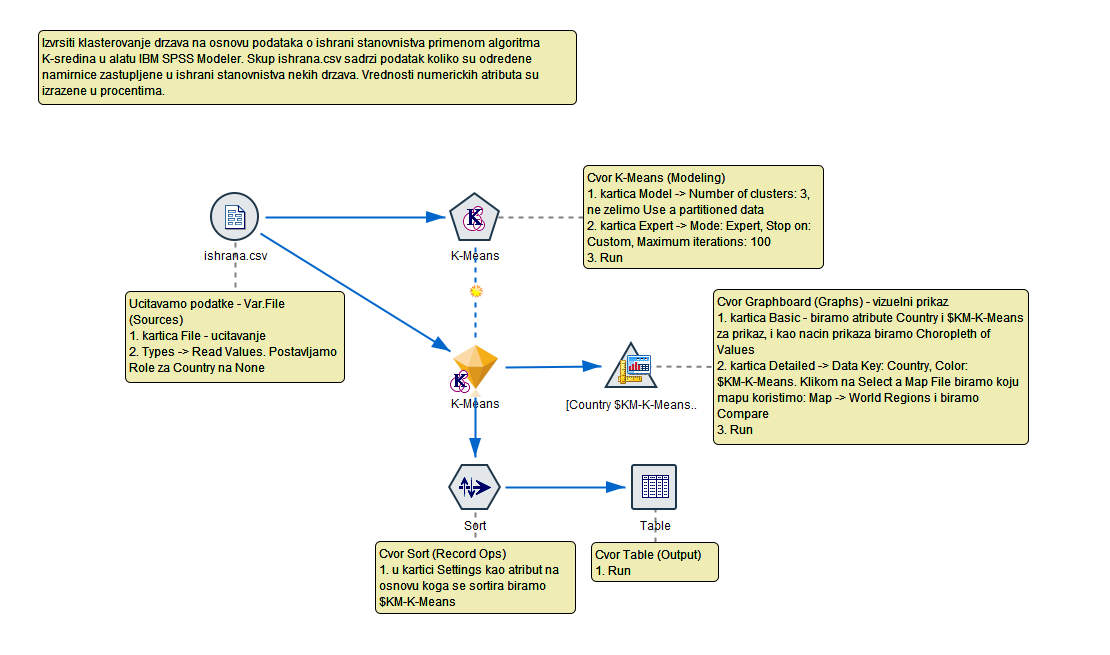 Izvrsiti klasterovanje drzava na osnovu podataka o ishrani stanovnistva primenom algoritma
K-sredina u alatu IBM SPSS Modeler. Skup ishrana.csv sadrzi podatak koliko su odredene
namirnice zastupljene u ishrani stanovnistva nekih drzava. Vrednosti numerickih atributa su
izrazene u procentima.
ishrana.csv
K-Means
Cvor K-Means (Modeling)
1. kartica Model -> Number of clusters: 3,
ne zelimo Use a partitioned data
2. kartica Expert -> Mode: Expert, Stop on:
Custom, Maximum iterations: 100
3. Run
Ucitavamo podatke - Var.File
(Sources)
1. kartica File - ucitavanje
2. Types -> Read Values. Postavljamo
Role za Country na None
K-Means
[Country $KM-K-Means..
Cvor Graphboard (Graphs) - vizuelni prikaz
1. kartica Basic - biramo atribute Country i $KM-K-Means
za prikaz, i kao nacin prikaza biramo Choropleth of
Values
2. kartica Detailed -> Data Key: Country, Color:
$KM-K-Means. Klikom na Select a Map File biramo koju
mapu koristimo: Map -> World Regions i biramo
Compare
3. Run
Sort
Table
Cvor Sort (Record Ops)
1. u kartici Settings kao atribut na
osnovu koga se sortira biramo
$KM-K-Means
Cvor Table (Output)
1. Run